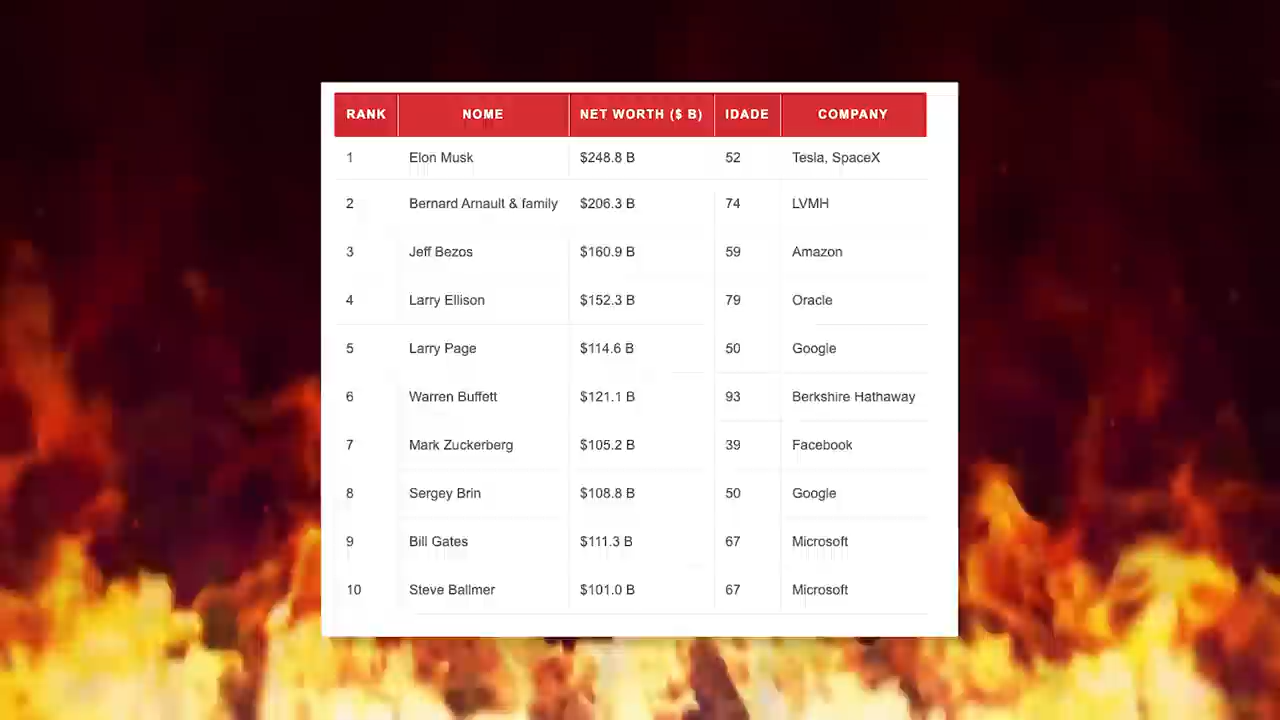 RANK NOME NET WORTH ($ B) IDADE COMPANY
1 Elon Musk $248.8 B 52 Tesla, SpaceX
2 Bernard Arnault & family $206.3 B 74 LVMH
3 Jeff Bezos $160.9 B 59 Amazon
4 Larry Ellison $152.3 B 79 Oracle
5 Larry Page $114.6 B 50 Google
6 Warren Buffett $121.1 B 93 Berkshire Hathaway
7 Mark Zuckerberg $105.2 B 39 Facebook
8 Sergey Brin $108.8 B 50 Google
9 Bill Gates $111.3 B 67 Microsoft
10 Steve Ballmer $101.0 B 67 Microsoft